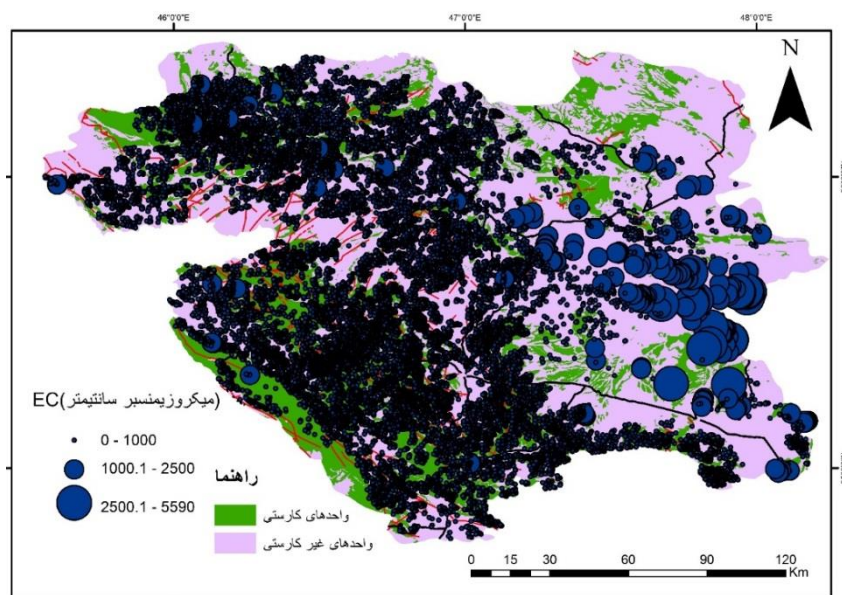 46°0'0"E 47°0'0"E 48°0'0"E
N
EC(میکروزیمنسبر سانتیمتر)
0 - 1000
1000.1 - 2500
2500.1 - 5590
راهنما
واحدهای کارستی
واحدهای غیر کارستی
0 15 30 60 90 120
Km